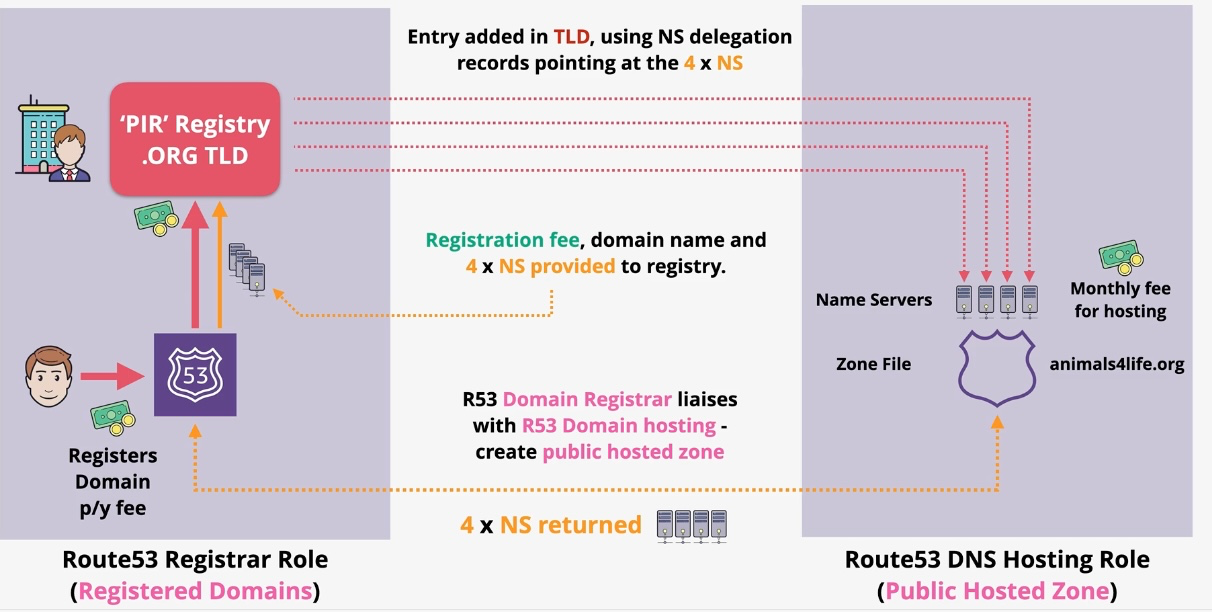 Entry added in TLD, using NS delegation
records pointing at the 4 x NS
‘PIR’ Registry
.ORG TLD
Registration fee, domain name and
4 x NS provided to registry.
Name Servers
Monthly fee
for hosting
Zone File
animals4life.org
53
R53 Domain Registrar liaises
with R53 Domain hosting -
create public hosted zone
Registers
Domain
p/y fee
4 x NS returned
Route53 Registrar Role
(Registered Domains)
Route53 DNS Hosting Role
(Public Hosted Zone)